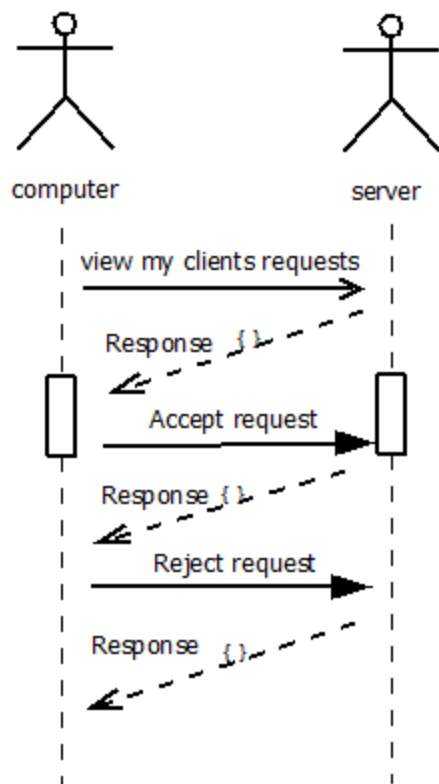 computer
server
view my clients requests
Response { }
Accept request
Response { }
Reject request
Response { }